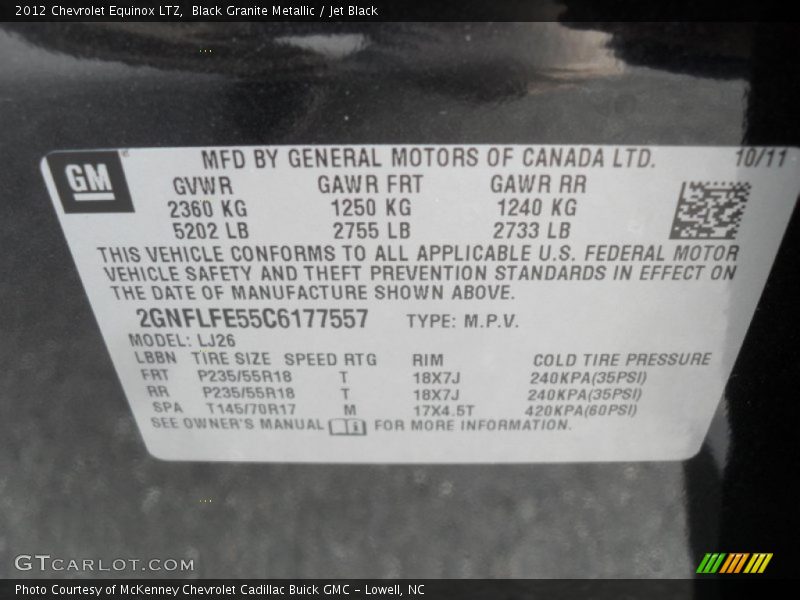 2012 Chevrolet Equinox LTZ, Black Granite Metallic / Jet Black
GM
MFD BY GENERAL MOTORS OF CANADA LTD. 10/11
GVWR GAWR FRT GAWR RR
2360 KG 1250 KG 1240 KG
5202 LB 2755 LB 2733 LB
THIS VEHICLE CONFORMS TO ALL APPLICABLE U.S. FEDERAL MOTOR
VEHICLE SAFETY AND THEFT PREVENTION STANDARDS IN EFFECT ON
THE DATE OF MANUFACTURE SHOWN ABOVE.
2GNFLFE55C6177557 TYPE: M.P.V.
MODEL: LJ26
LBBN TIRE SIZE SPEED RTG RIM COLD TIRE PRESSURE
FRT P235/55R18 T 18X7J 240KPA(35PSI)
RR P235/55R18 T 18X7J 240KPA(35PSI)
SPA T145/70R17 M 17X4.5T 420KPA(60PSI)
SEE OWNER'S MANUAL i FOR MORE INFORMATION.
GTCARLOT.COM
Photo Courtesy of McKenney Chevrolet Cadillac Buick GMC – Lowell, NC